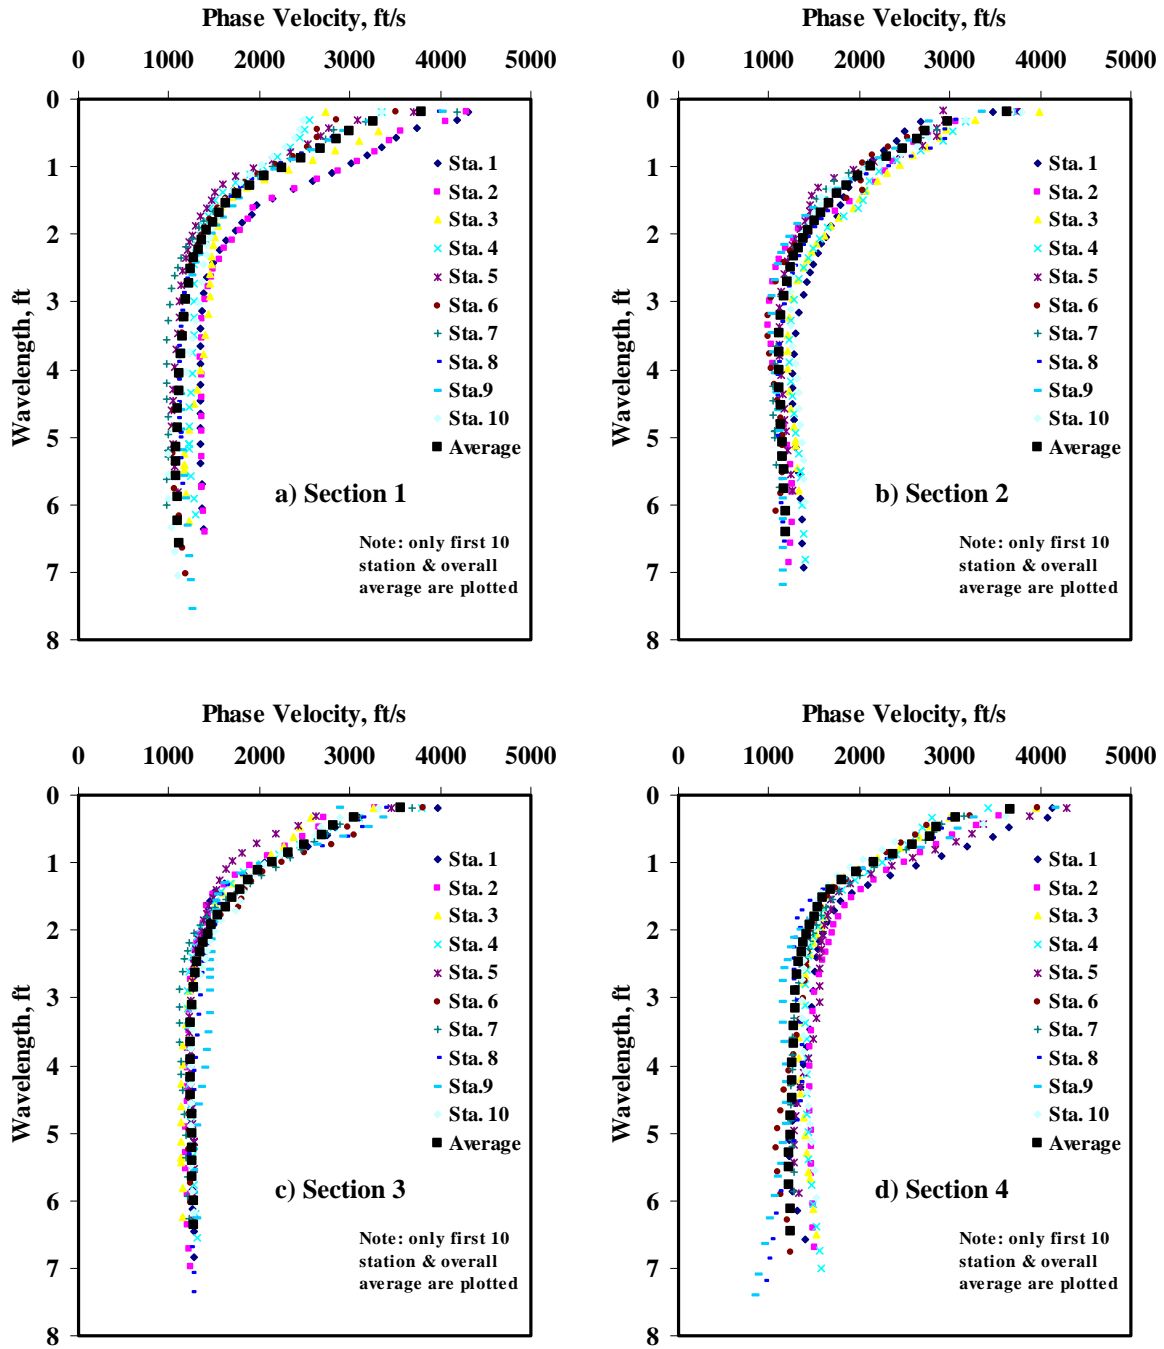 Phase Velocity, ft/s
0 1000 2000 3000 4000 5000
0
1
2
3
4
5
6
7
8
Wavelength, ft
Sta. 1
Sta. 2
Sta. 3
Sta. 4
Sta. 5
Sta. 6
Sta. 7
Sta. 8
Sta.9
Sta. 10
Average
a) Section 1
Note: only first 10
station & overall
average are plotted
Phase Velocity, ft/s
0 1000 2000 3000 4000 5000
0
1
2
3
4
5
6
7
8
Wavelength, ft
Sta. 1
Sta. 2
Sta. 3
Sta. 4
Sta. 5
Sta. 6
Sta. 7
Sta. 8
Sta.9
Sta. 10
Average
b) Section 2
Note: only first 10
station & overall
average are plotted
Phase Velocity, ft/s
0 1000 2000 3000 4000 5000
0
1
2
3
4
5
6
7
8
Wavelength, ft
Sta. 1
Sta. 2
Sta. 3
Sta. 4
Sta. 5
Sta. 6
Sta. 7
Sta. 8
Sta.9
Sta. 10
Average
c) Section 3
Note: only first 10
station & overall
average are plotted
Phase Velocity, ft/s
0 1000 2000 3000 4000 5000
0
1
2
3
4
5
6
7
8
Wavelength, ft
Sta. 1
Sta. 2
Sta. 3
Sta. 4
Sta. 5
Sta. 6
Sta. 7
Sta. 8
Sta.9
Sta. 10
Average
d) Section 4
Note: only first 10
station & overall
average are plotted